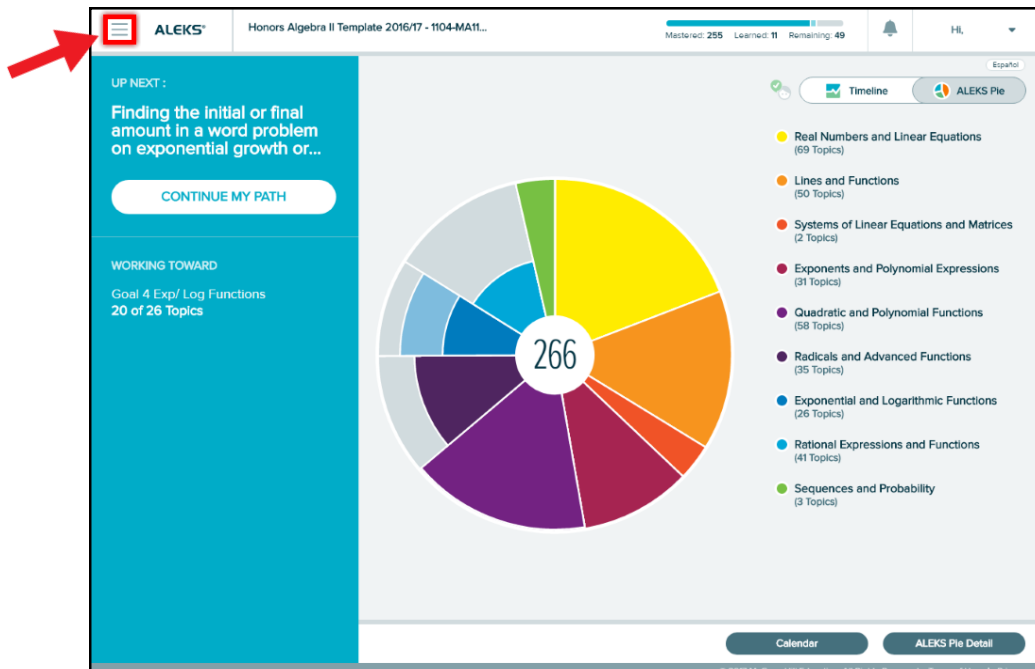 ALEKS®
Honors Algebra II Template 2016/17 - 1104-MA11...
Mastered: 255 Learned: 11 Remaining: 49
Hi,
Español
UP NEXT :
Finding the initial or final
amount in a word problem
on exponential growth or...
CONTINUE MY PATH
WORKING TOWARD
Goal 4 Exp/ Log Functions
20 of 26 Topics
Timeline
ALEKS Pie
266
Real Numbers and Linear Equations
(69 Topics)
Lines and Functions
(50 Topics)
Systems of Linear Equations and Matrices
(2 Topics)
Exponents and Polynomial Expressions
(31 Topics)
Quadratic and Polynomial Functions
(58 Topics)
Radicals and Advanced Functions
(35 Topics)
Exponential and Logarithmic Functions
(26 Topics)
Rational Expressions and Functions
(41 Topics)
Sequences and Probability
(3 Topics)
Calendar
ALEKS Pie Detail